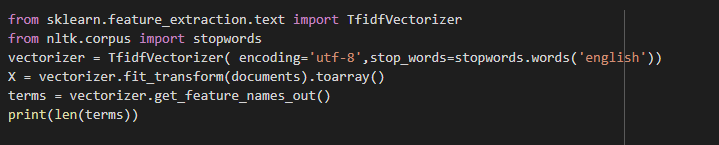 from sklearn.feature_extraction.text import TfidfVectorizer
from nltk.corpus import stopwords
vectorizer = TfidfVectorizer( encoding='utf-8',stop_words=stopwords.words('english'))
X = vectorizer.fit_transform(documents).toarray()
terms = vectorizer.get_feature_names_out()
print(len(terms))